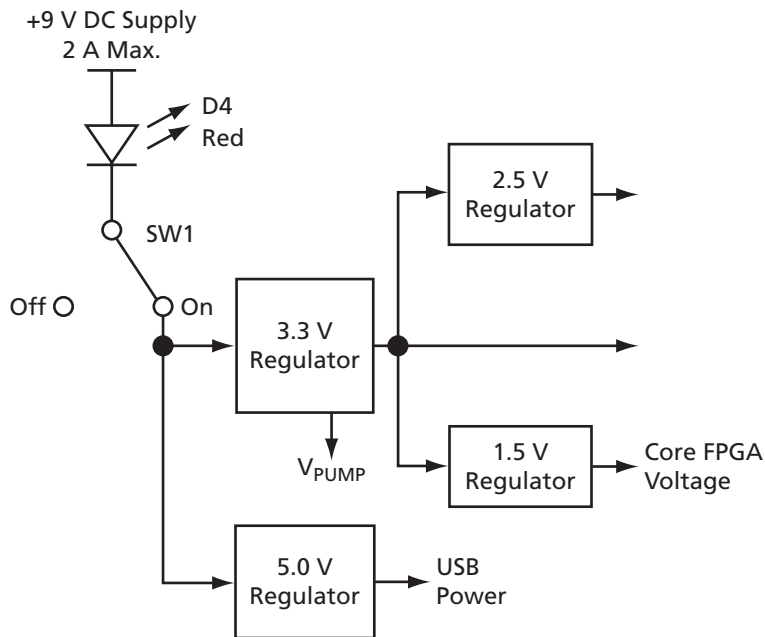 +9 V DC Supply
2 A Max.
D4
Red
SW1
Off
On
2.5 V
Regulator
3.3 V
Regulator
V_PUMP
1.5 V
Regulator
Core FPGA
Voltage
5.0 V
Regulator
USB
Power